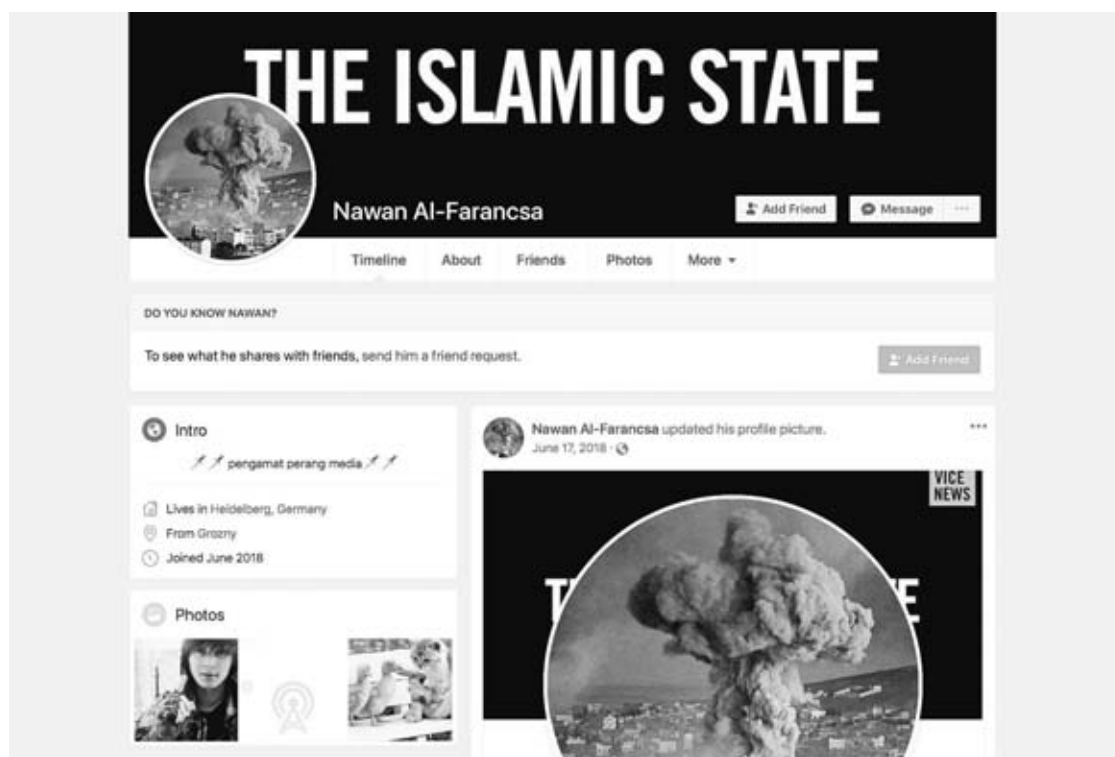 THE ISLAMIC STATE
Nawan Al-Farancsa
Add Friend
Message
Timeline
About
Friends
Photos
More
DO YOU KNOW NAWAN?
To see what he shares with friends, send him a friend request.
Add Friend
Intro
pengamat perang media
Lives in Heidelberg, Germany
From Grozny
Joined June 2018
Photos
Nawan Al-Farancsa updated his profile picture.
June 17, 2018 ·
VICE
NEWS
T
E